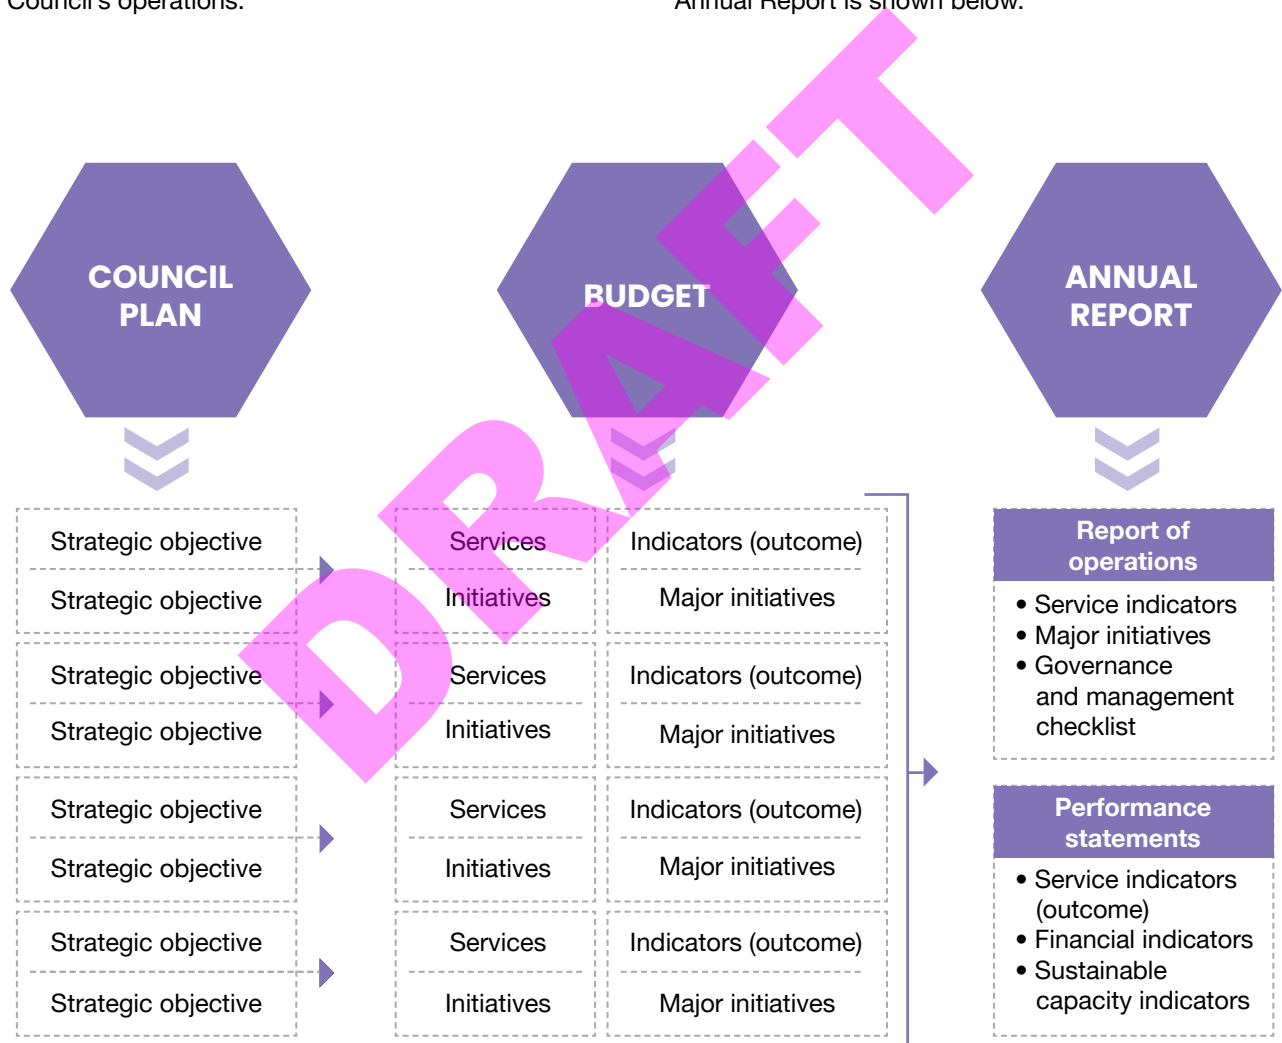 Council's operations.
Annual Report is shown below.
COUNCIL
PLAN
BUDGET
ANNUAL
REPORT
DRAFT
Strategic objective
Strategic objective
Services
Initiatives
Indicators (outcome)
Major initiatives
Strategic objective
Strategic objective
Services
Initiatives
Indicators (outcome)
Major initiatives
Strategic objective
Strategic objective
Services
Initiatives
Indicators (outcome)
Major initiatives
Strategic objective
Strategic objective
Services
Initiatives
Indicators (outcome)
Major initiatives
Report of
operations
• Service indicators
• Major initiatives
• Governance
and management
checklist
Performance
statements
• Service indicators
(outcome)
• Financial indicators
• Sustainable
capacity indicators